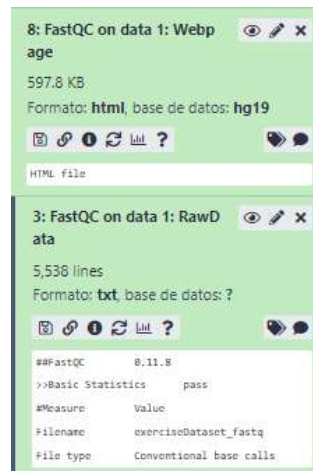 8: FastQC on data 1: Webp
age
597.8 KB
Formato: html, base de datos: hg19
HTML file
3: FastQC on data 1: RawD
ata
5,538 lines
Formato: txt, base de datos: ?
##FastQC 0.11.8
>>Basic Statistics pass
#Measure Value
Filename exerciseDataset_fastq
File type Conventional base calls